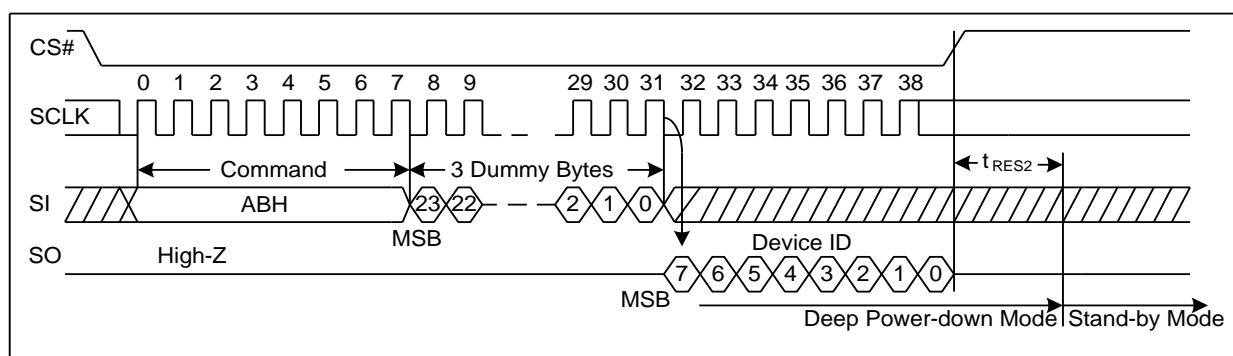 CS#
0 1 2 3 4 5 6 7 8 9 29 30 31 32 33 34 35 36 37 38
SCLK
Command 3 Dummy Bytes tRES2
SI ABH 23 22 2 1 0
MSB
SO High-Z Device ID
7 6 5 4 3 2 1 0
MSB
Deep Power-down Mode Stand-by Mode